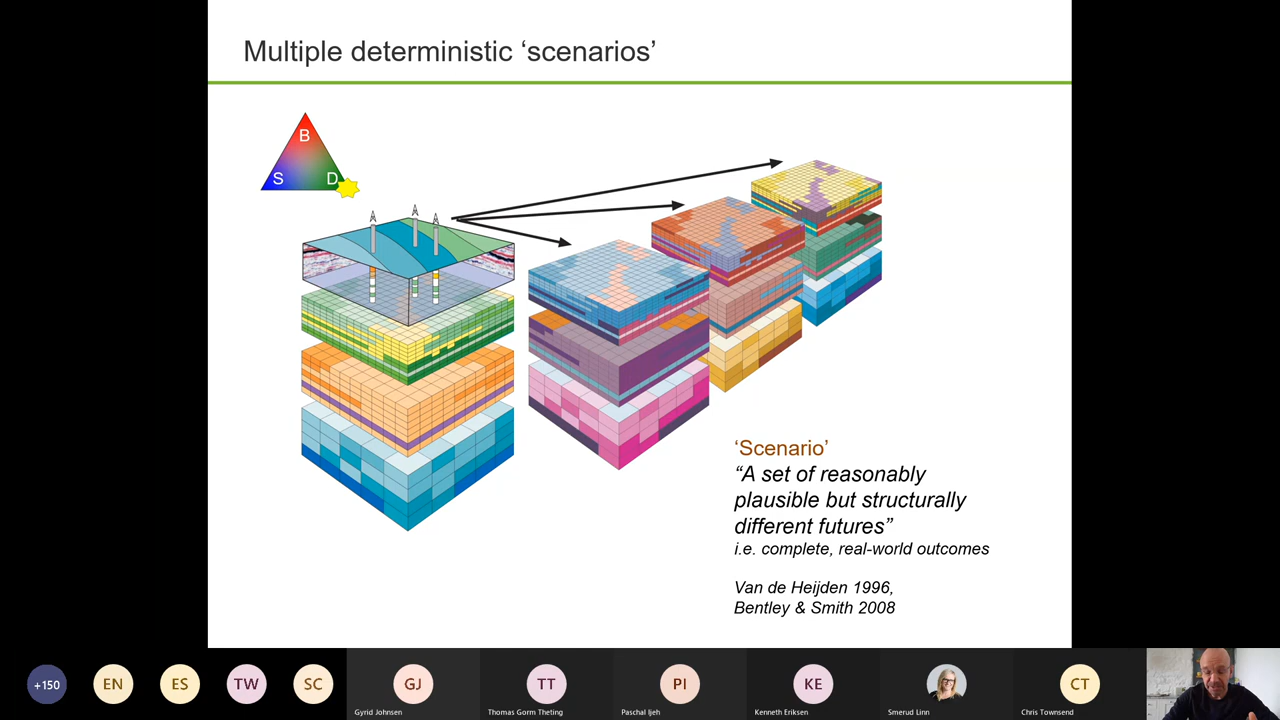 Multiple deterministic ‘scenarios’
B
S D
‘Scenario’
“A set of reasonably
plausible but structurally
different futures”
i.e. complete, real-world outcomes
Van de Heijden 1996,
Bentley & Smith 2008
+150 EN ES TW SC GJ TT PI KE CT
Gyrid Johnsen Thomas Gorm Theting Paschal Ijeh Kenneth Eriksen Smerud Linn Chris Townsend